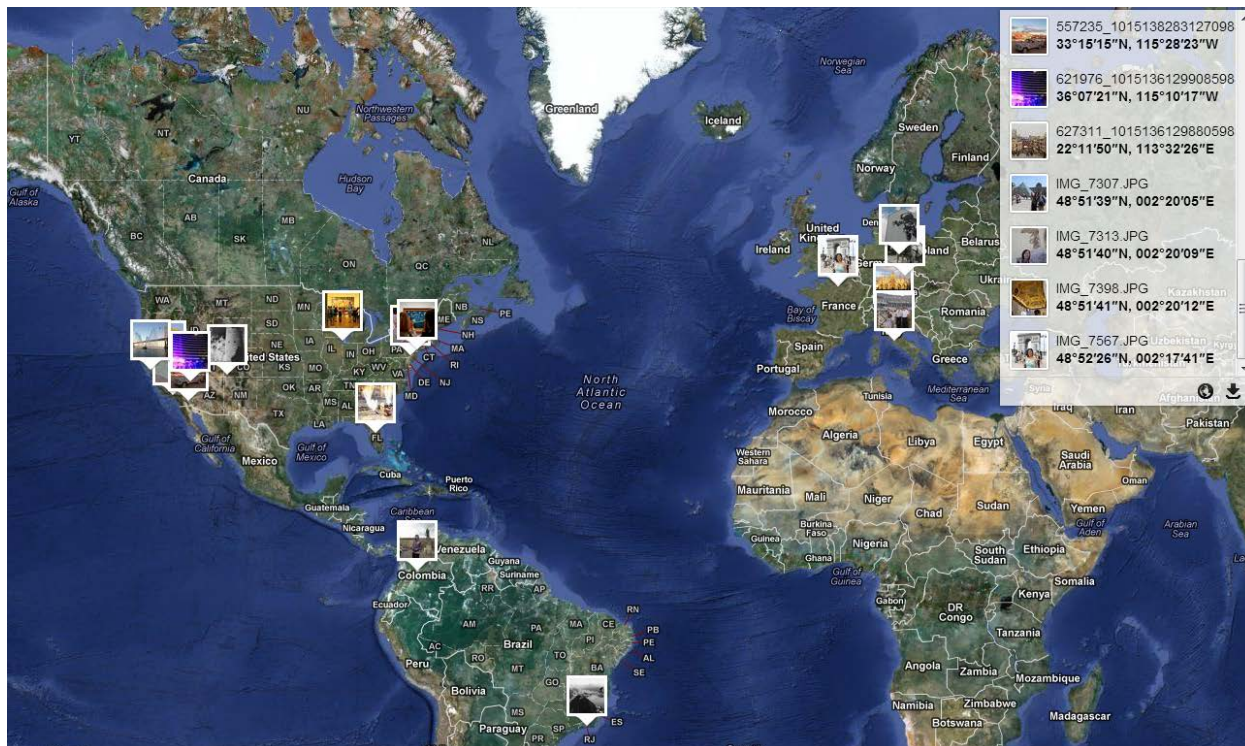 557235_1015138283127098
33°15'15"N, 115°28'23"W
621976_1015136129908598
36°07'21"N, 115°10'17"W
627311_1015136129880598
22°11'50"N, 113°32'26"E
IMG_7307.JPG
48°51'39"N, 002°20'05"E
IMG_7313.JPG
48°51'40"N, 002°20'09"E
IMG_7398.JPG
48°51'41"N, 002°20'12"E
IMG_7567.JPG
48°52'26"N, 002°17'41"E
Norwegian
Sea
Greenland
Iceland
Northwestern
Passages
NU
YT
NT
Sweden
Finland
Norway
Canada
Hudson
Bay
Gulf of
Alaska
AB
MB
BC
SK
NL
ON
QC
United
Ireland
Belarus
Kazakhstan
France
Bay of
Biscay
Romania
Spain
Portugal
Greece
Uzbekistan
WA
MT
ND
MN
SD
NE
IA
IL
IN
OH
PA
NB
PE
ME
NS
NH
MA
CT
RI
NJ
DE
MD
United States
CO
KS
MO
KY
WV
VA
OK
AR
TN
AZ
NM
MS
AL
TX
LA
FL
North
Atlantic
Ocean
Mediterranean
Sea
Tunisia
Morocco
Syria
Iraq
Iran
Afghanistan
Pakistan
Gulf of
California
Gulf of
Mexico
Mexico
Cuba
Puerto
Rico
Western
Sahara
Algeria
Libya
Egypt
Saudi
Arabia
Oman
Mauritania
Mali
Niger
Chad
Sudan
Yemen
Gulf of
Aden
Arabian
Sea
Guatemala
Nicaragua
Caribbean
Venezuela
Guyana
Suriname
Colombia
Ecuador
Guinea
Burkina
Faso
Ghana
Nigeria
South
Sudan
Ethiopia
Somalia
Gulf of
Guinea
Gabon
DR
Congo
Kenya
Tanzania
RR
AP
AM
PA
MA
CE
RN
PB
PE
AL
SE
PI
AC
RO
TO
BA
MT
GO
Brazil
Peru
Bolivia
MS
ES
SP
RJ
PR
Paraguay
Angola
Zambia
Mozambique
Namibia
Zimbabwe
Botswana
Madagascar